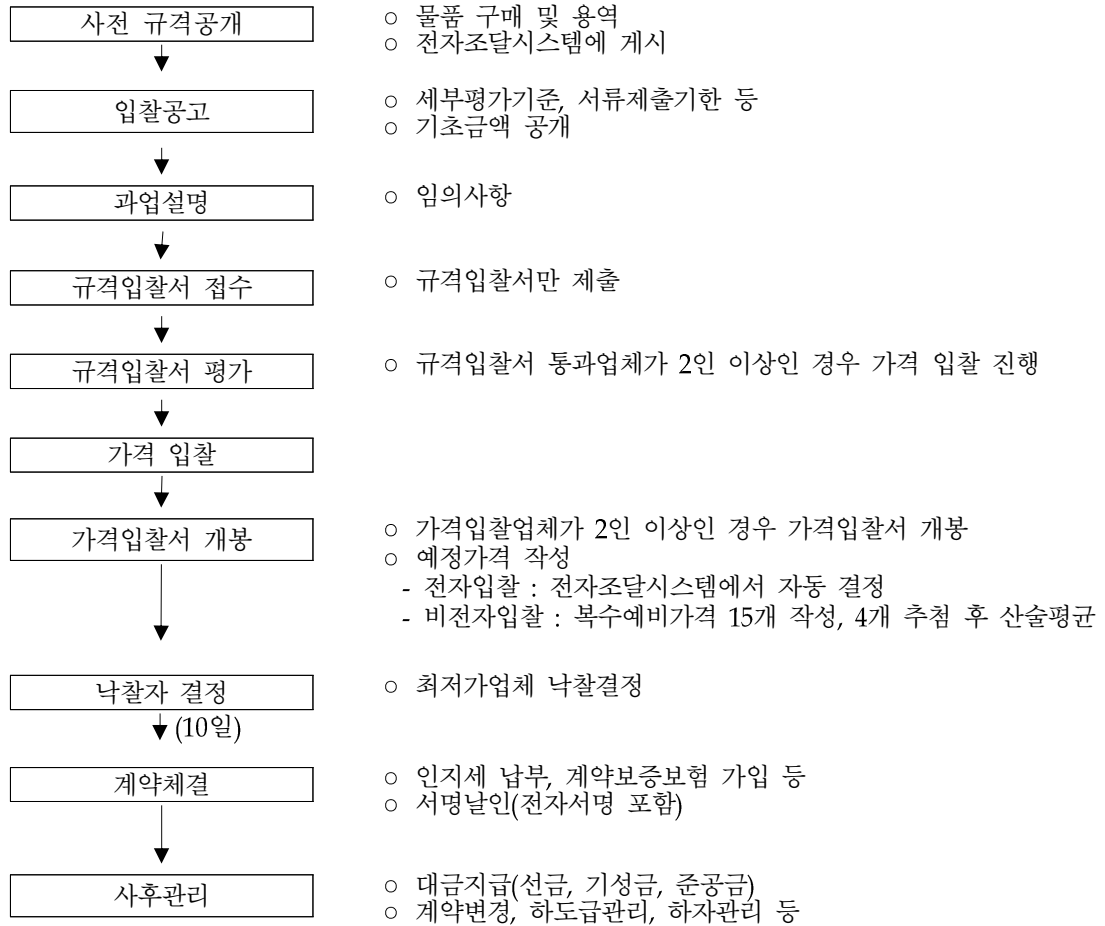 사전 규격공개
○ 물품 구매 및 용역
○ 전자조달시스템에 게시
입찰공고
○ 세부평가기준, 서류제출기한 등
○ 기초금액 공개
과업설명
○ 임의사항
규격입찰서 접수
○ 규격입찰서만 제출
규격입찰서 평가
○ 규격입찰서 통과업체가 2인 이상인 경우 가격 입찰 진행
가격 입찰
가격입찰서 개봉
○ 가격입찰업체가 2인 이상인 경우 가격입찰서 개봉
○ 예정가격 작성
- 전자입찰 : 전자조달시스템에서 자동 결정
- 비전자입찰 : 복수예비가격 15개 작성, 4개 추첨 후 산술평균
낙찰자 결정
○ 최저가업체 낙찰결정
(10일)
계약체결
○ 인지세 납부, 계약보증보험 가입 등
○ 서명날인(전자서명 포함)
사후관리
○ 대금지급(선금, 기성금, 준공금)
○ 계약변경, 하도급관리, 하자관리 등